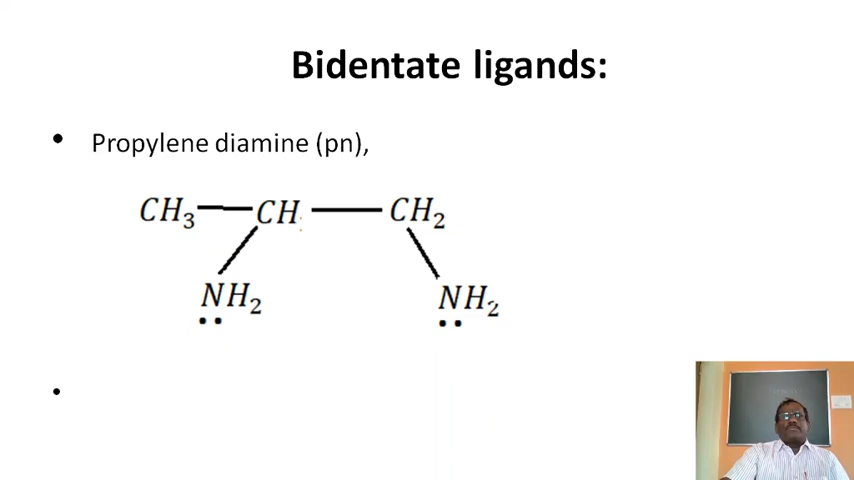 Bidentate ligands:
• Propylene diamine (pn),
CH₃—CH—CH₂
NH₂ NH₂
•